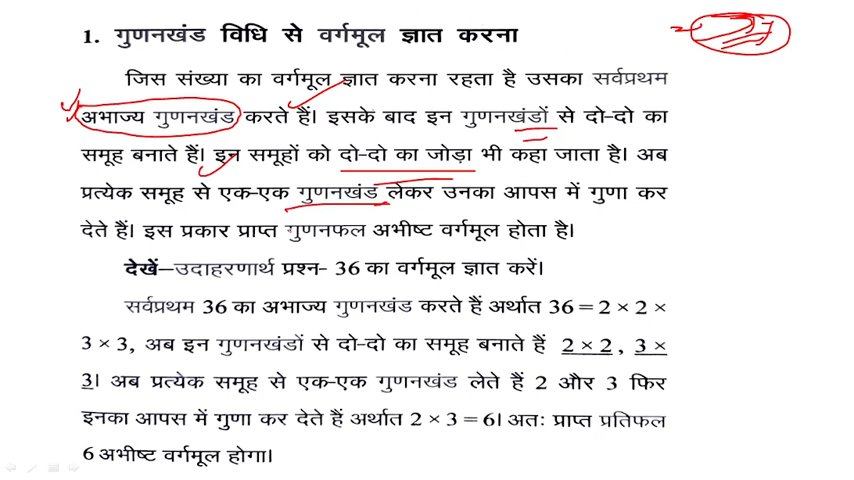 1. गुणनखंड विधि से वर्गमूल ज्ञात करना
जिस संख्या का वर्गमूल ज्ञात करना रहता है उसका सर्वप्रथम
अभाज्य गुणनखंड करते हैं। इसके बाद इन गुणनखंडों से दो-दो का
समूह बनाते हैं। इन समूहों को दो-दो का जोड़ा भी कहा जाता है। अब
प्रत्येक समूह से एक-एक गुणनखंड लेकर उनका आपस में गुणा कर
देते हैं। इस प्रकार प्राप्त गुणनफल अभीष्ट वर्गमूल होता है।
देखें–उदाहरणार्थ प्रश्न- 36 का वर्गमूल ज्ञात करें।
सर्वप्रथम 36 का अभाज्य गुणनखंड करते हैं अर्थात 36 = 2 × 2 ×
3 × 3, अब इन गुणनखंडों से दो-दो का समूह बनाते हैं 2 × 2, 3 ×
3। अब प्रत्येक समूह से एक-एक गुणनखंड लेते हैं 2 और 3 फिर
इनका आपस में गुणा कर देते हैं अर्थात 2 × 3 = 6। अतः प्राप्त प्रतिफल
6 अभीष्ट वर्गमूल होगा।